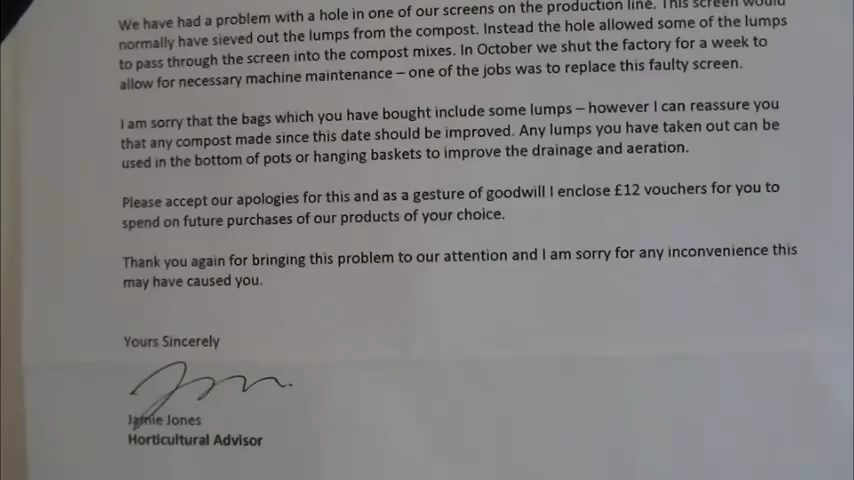 We have had a problem with a hole in one of our screens on the production line. This screen would
normally have sieved out the lumps from the compost. Instead the hole allowed some of the lumps
to pass through the screen into the compost mixes. In October we shut the factory for a week to
allow for necessary machine maintenance – one of the jobs was to replace this faulty screen.
I am sorry that the bags which you have bought include some lumps – however I can reassure you
that any compost made since this date should be improved. Any lumps you have taken out can be
used in the bottom of pots or hanging baskets to improve the drainage and aeration.
Please accept our apologies for this and as a gesture of goodwill I enclose £12 vouchers for you to
spend on future purchases of our products of your choice.
Thank you again for bringing this problem to our attention and I am sorry for any inconvenience this
may have caused you.
Yours Sincerely
Jamie Jones
Horticultural Advisor